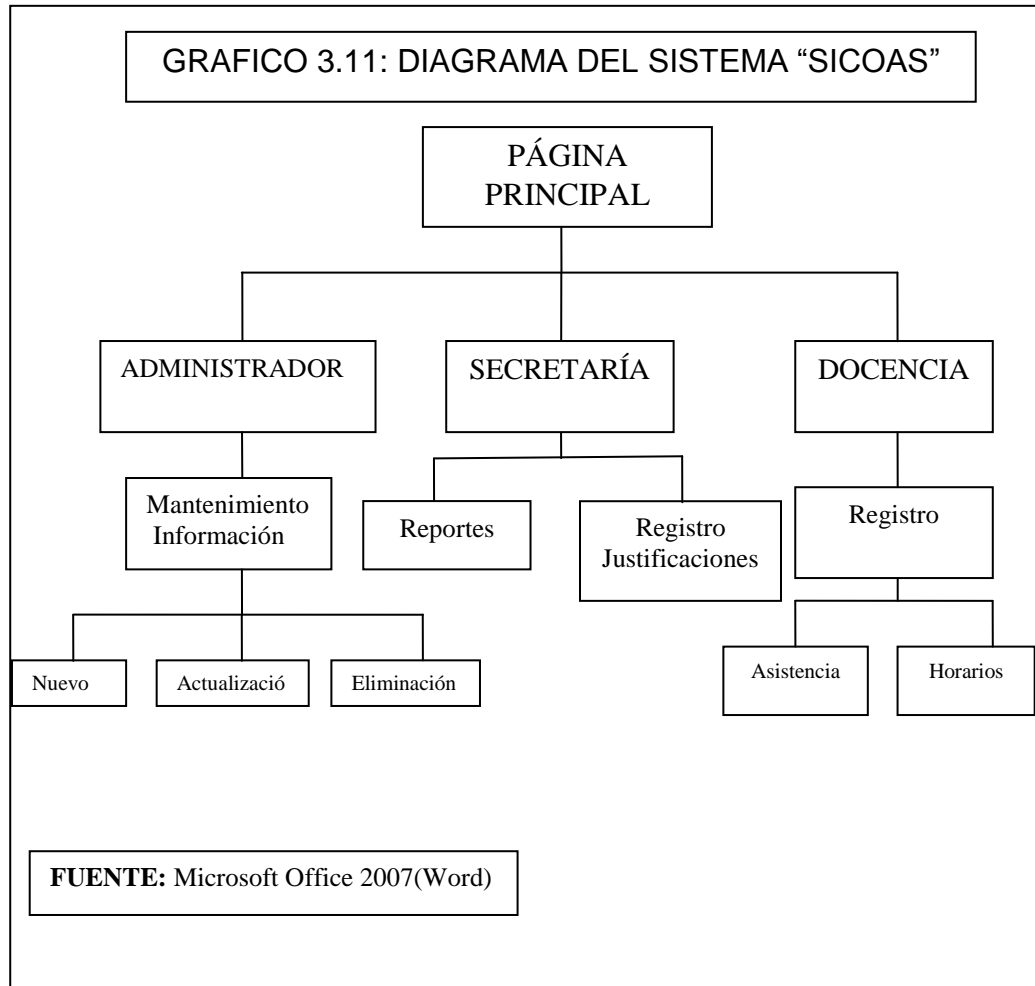 GRAFICO 3.11: DIAGRAMA DEL SISTEMA “SICOAS”
PÁGINA
PRINCIPAL
ADMINISTRADOR
SECRETARÍA
DOCENCIA
Mantenimiento
Información
Reportes
Registro
Justificaciones
Registro
Nuevo
Actualizació
Eliminación
Asistencia
Horarios
FUENTE: Microsoft Office 2007(Word)